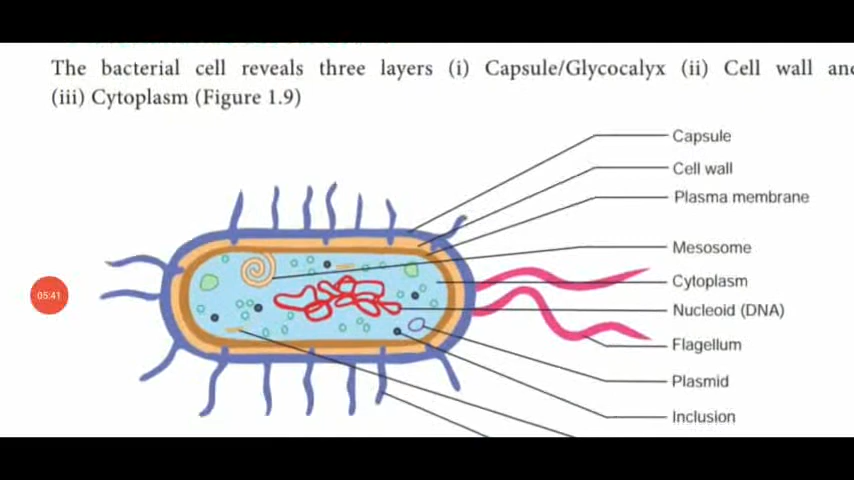 The bacterial cell reveals three layers (i) Capsule/Glycocalyx (ii) Cell wall and
(iii) Cytoplasm (Figure 1.9)
Capsule
Cell wall
Plasma membrane
Mesosome
Cytoplasm
05:41
Nucleoid (DNA)
Flagellum
Plasmid
Inclusion